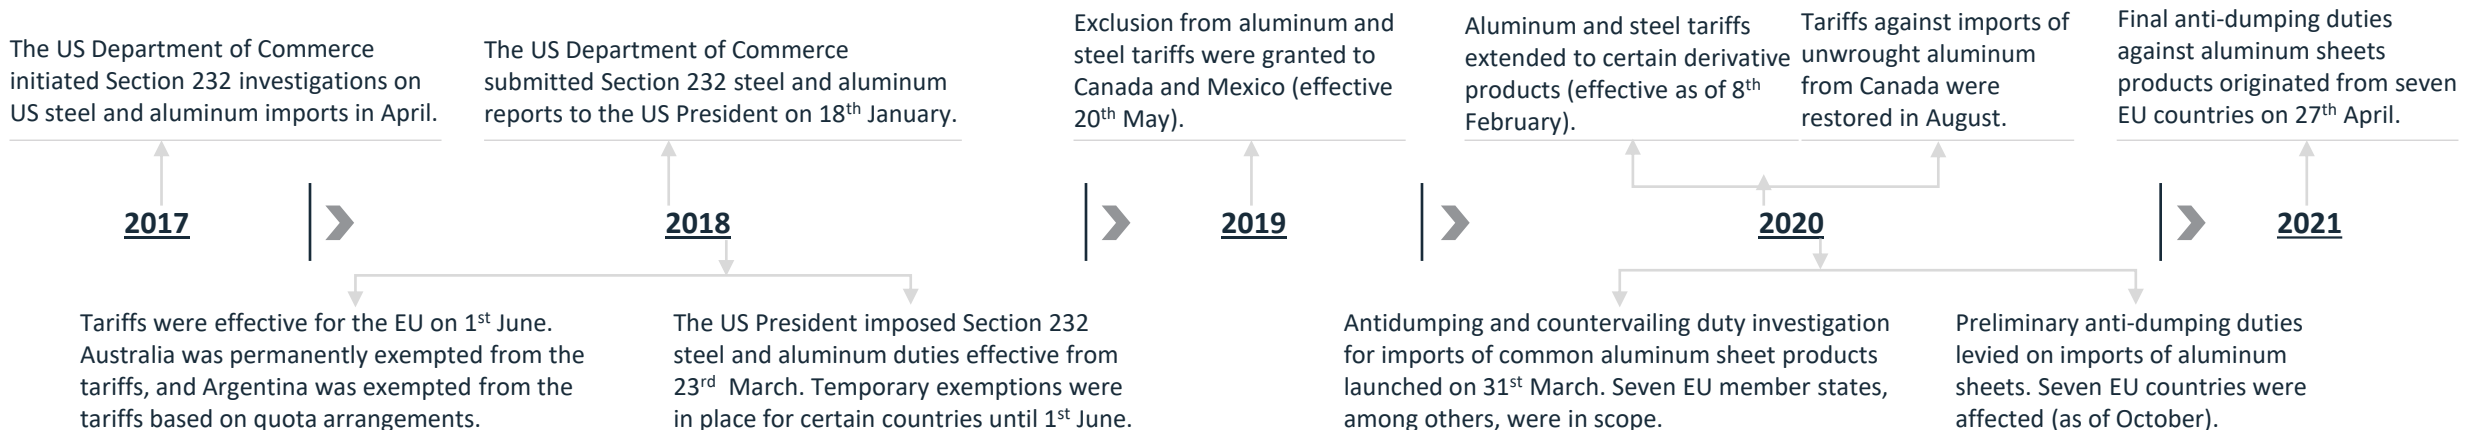 The US Department of Commerce
initiated Section 232 investigations on
US steel and aluminum imports in April.
The US Department of Commerce
submitted Section 232 steel and aluminum
reports to the US President on 18th January.
Exclusion from aluminum and
steel tariffs were granted to
Canada and Mexico (effective
20th May).
Aluminum and steel tariffs
extended to certain derivative
products (effective as of 8th
February).
Tariffs against imports of
unwrought aluminum
from Canada were
restored in August.
Final anti-dumping duties
against aluminum sheets
products originated from seven
EU countries on 27th April.
2017
2018
2019
2020
2021
Tariffs were effective for the EU on 1st June.
Australia was permanently exempted from the
tariffs, and Argentina was exempted from the
tariffs based on quota arrangements.
The US President imposed Section 232
steel and aluminum duties effective from
23rd March. Temporary exemptions were
in place for certain countries until 1st June.
Antidumping and countervailing duty investigation
for imports of common aluminum sheet products
launched on 31st March. Seven EU member states,
among others, were in scope.
Preliminary anti-dumping duties
levied on imports of aluminum
sheets. Seven EU countries were
affected (as of October).